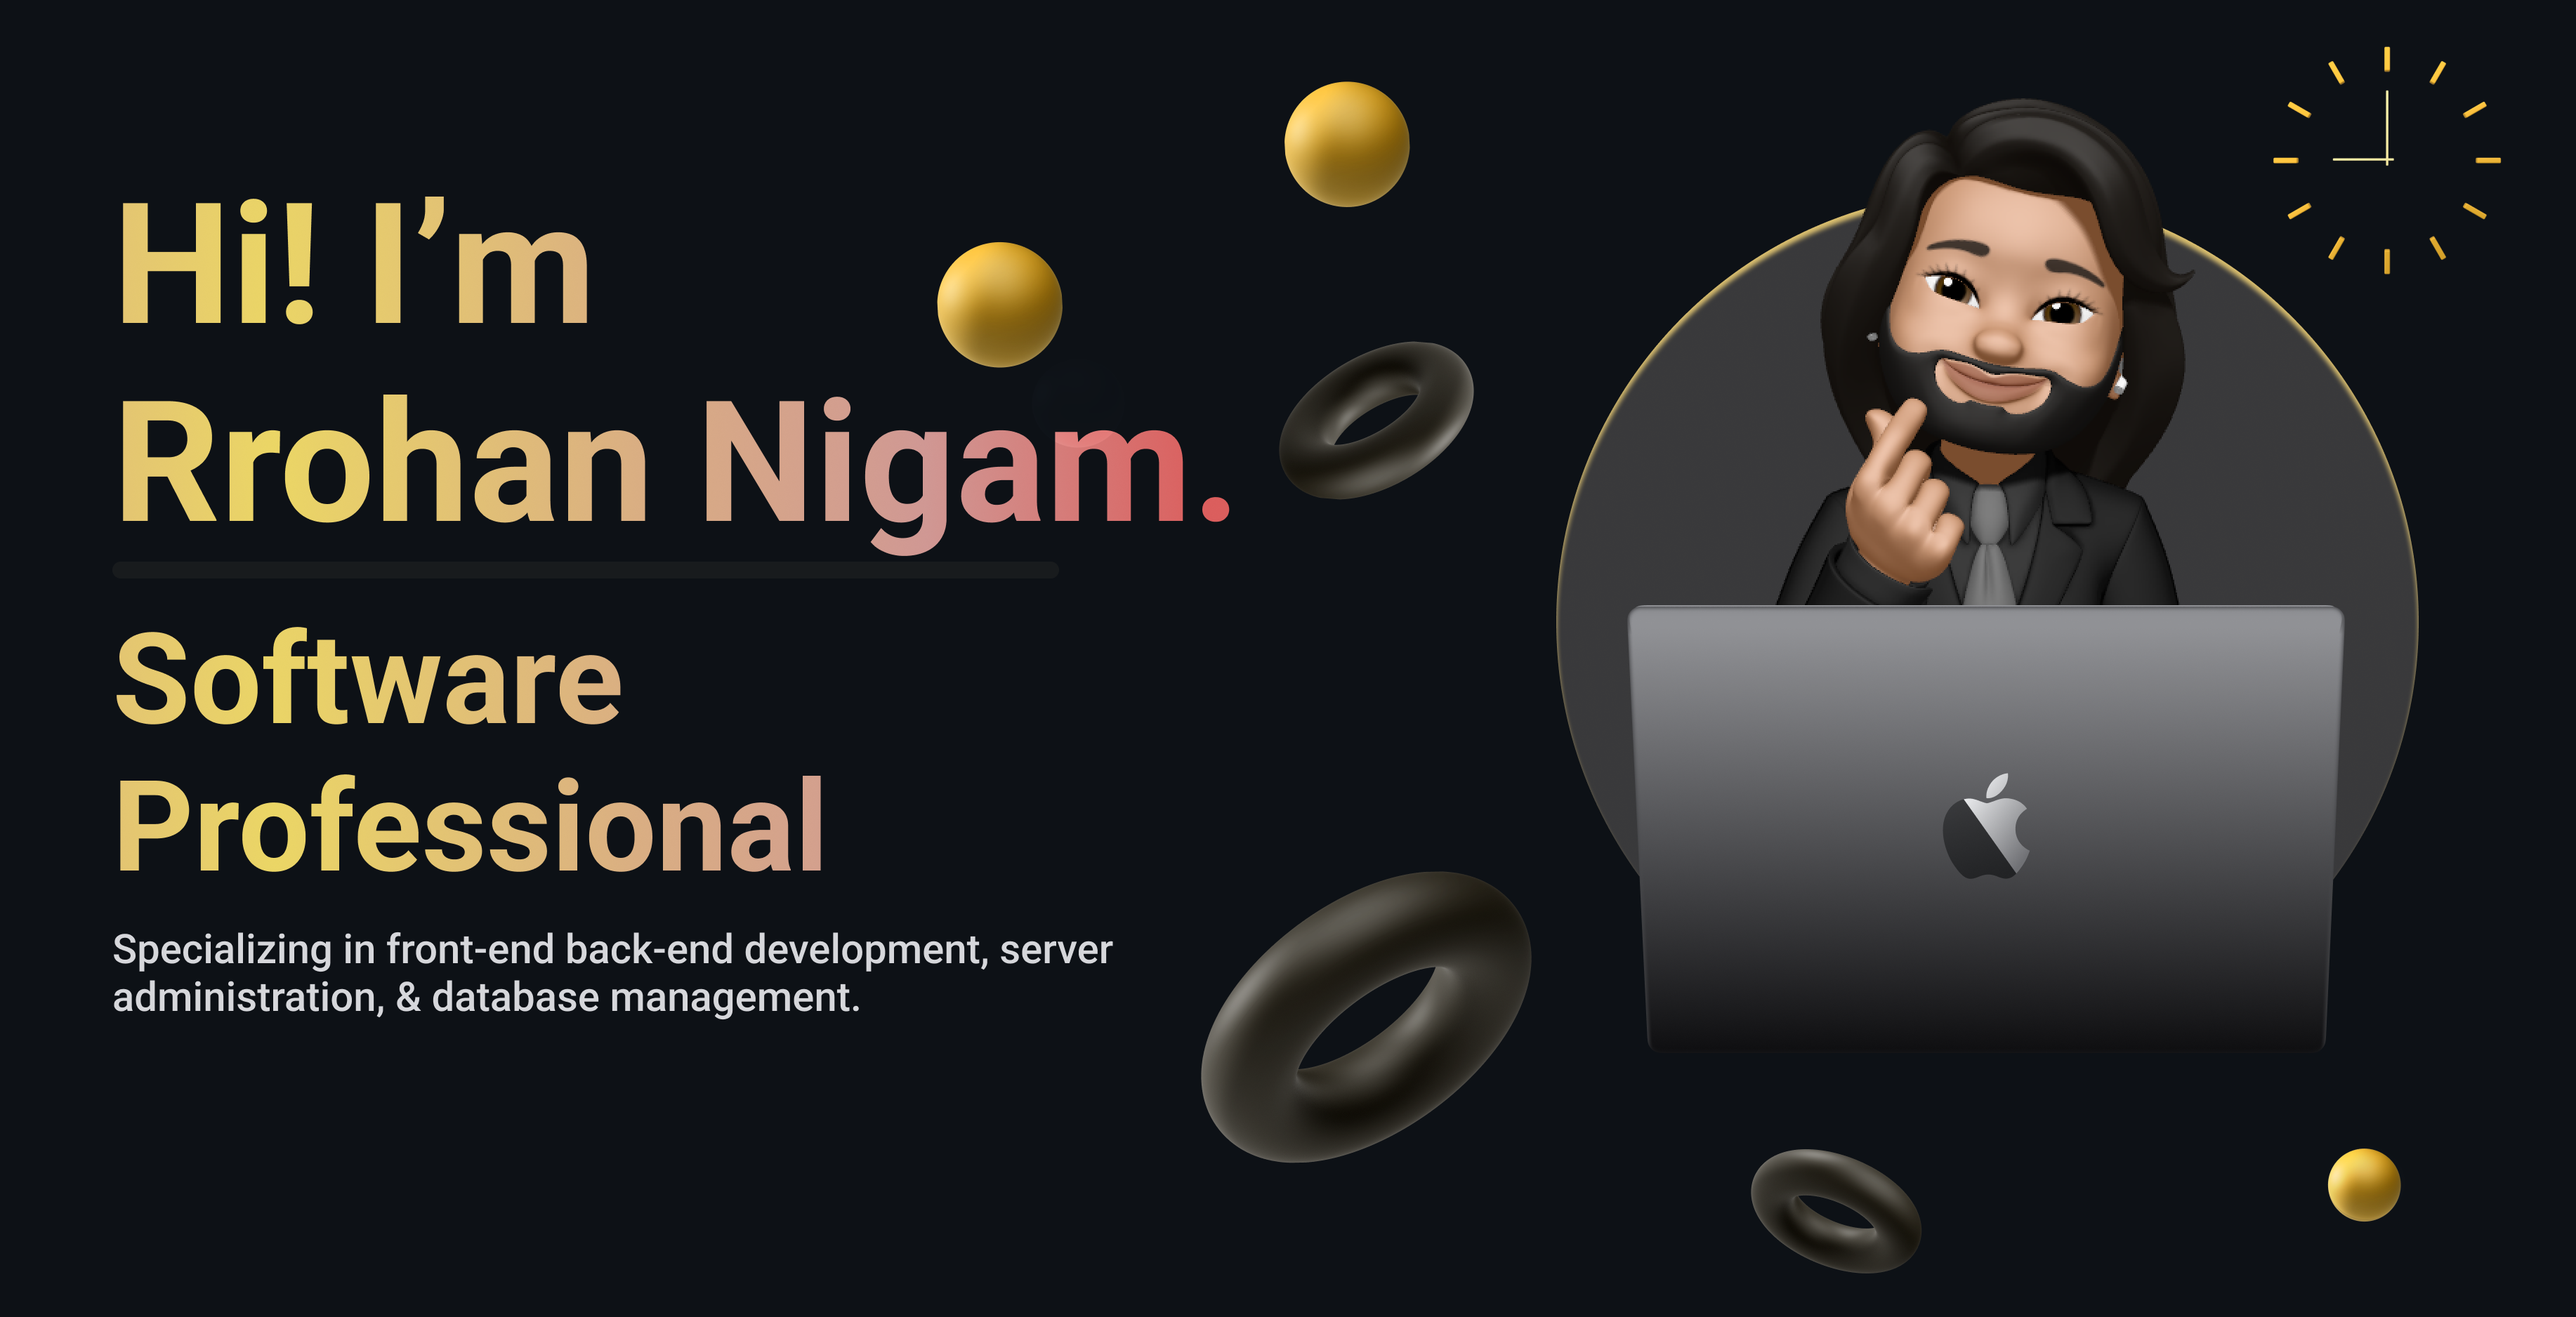 Hi! I’m
Rrohan Nigam.
Software
Professional
Specializing in front-end back-end development, server
administration, & database management.